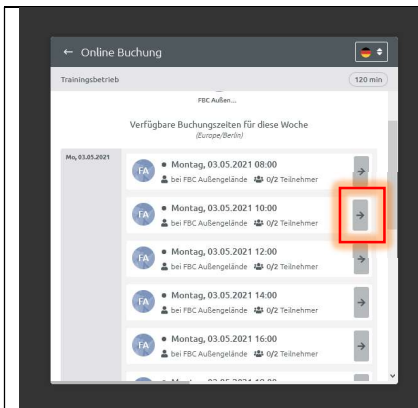 ← Online Buchung
Trainingsbetrieb
120 min
FBC Außen...
Verfügbare Buchungszeiten für diese Woche
(Europe/Berlin)
Mo, 03.05.2021
FA
• Montag, 03.05.2021 08:00
bei FBC Außengelände 0/2 Teilnehmer
→
FA
• Montag, 03.05.2021 10:00
bei FBC Außengelände 0/2 Teilnehmer
→
FA
• Montag, 03.05.2021 12:00
bei FBC Außengelände 0/2 Teilnehmer
→
FA
• Montag, 03.05.2021 14:00
bei FBC Außengelände 0/2 Teilnehmer
→
FA
• Montag, 03.05.2021 16:00
bei FBC Außengelände 0/2 Teilnehmer
→